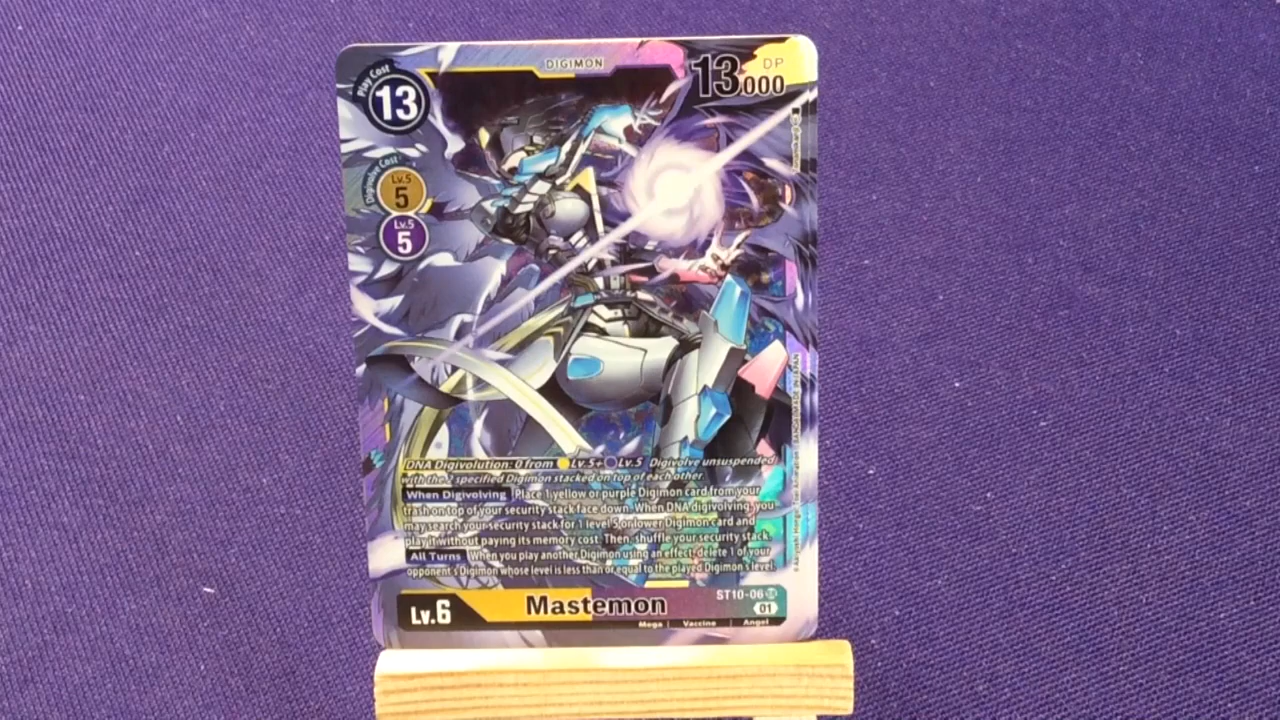 DIGIMON
Play Cost
13
DP
13000
Digivolve Cost
Lv.5
5
Lv.5
5
DNA Digivolution: 0 from Lv.5+ Lv.5 Digivolve unsuspended
with the 2 specified Digimon stacked on top of each other.
When Digivolving Place 1 yellow or purple Digimon card from your
trash on top of your security stack face down. When DNA digivolving, you
may search your security stack for 1 level 5 or lower Digimon card and
play it without paying its memory cost. Then, shuffle your security stack.
All Turns When you play another Digimon using an effect, delete 1 of your
opponent's Digimon whose level is less than or equal to the played Digimon's level.
Lv.6
Mastemon
ST10-06 SR
01
Mega | Vaccine | Angel